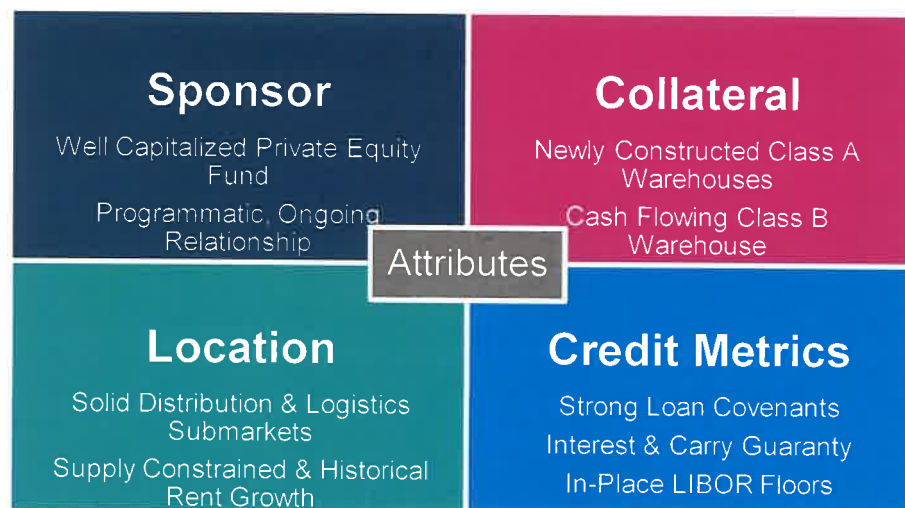 Sponsor
Well Capitalized Private Equity
Fund
Programmatic, Ongoing
Relationship
Collateral
Newly Constructed Class A
Warehouses
Cash Flowing Class B
Warehouse
Attributes
Location
Solid Distribution & Logistics
Submarkets
Supply Constrained & Historical
Rent Growth
Credit Metrics
Strong Loan Covenants
Interest & Carry Guaranty
In-Place LIBOR Floors